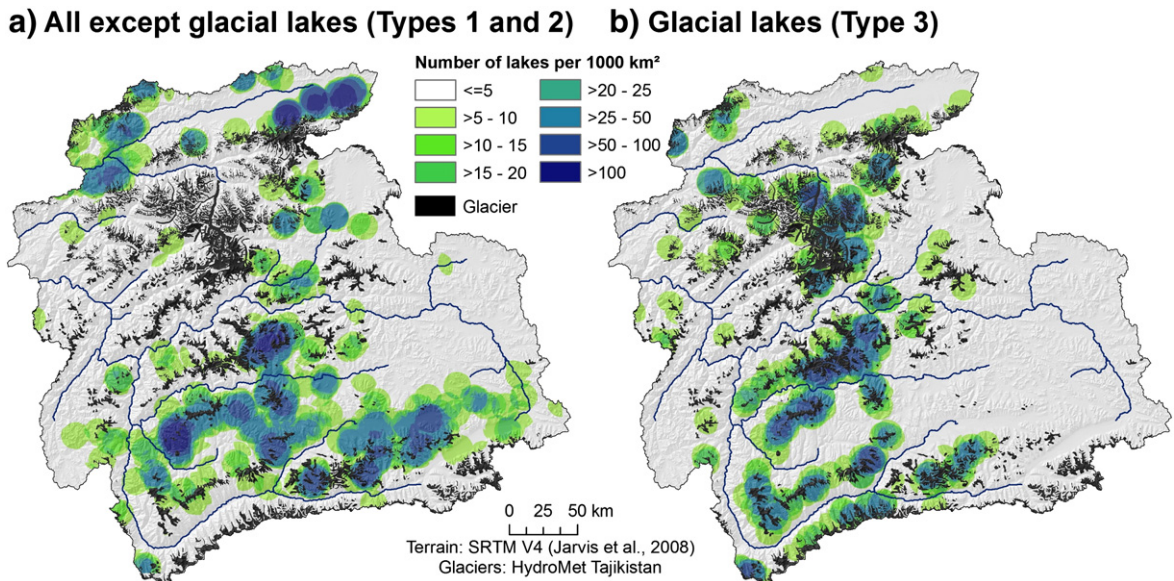 a) All except glacial lakes (Types 1 and 2)
b) Glacial lakes (Type 3)
Number of lakes per 1000 km²
<=5
>5 - 10
>10 - 15
>15 - 20
>20 - 25
>25 - 50
>50 - 100
>100
Glacier
0 25 50 km
Terrain: SRTM V4 (Jarvis et al., 2008)
Glaciers: HydroMet Tajikistan